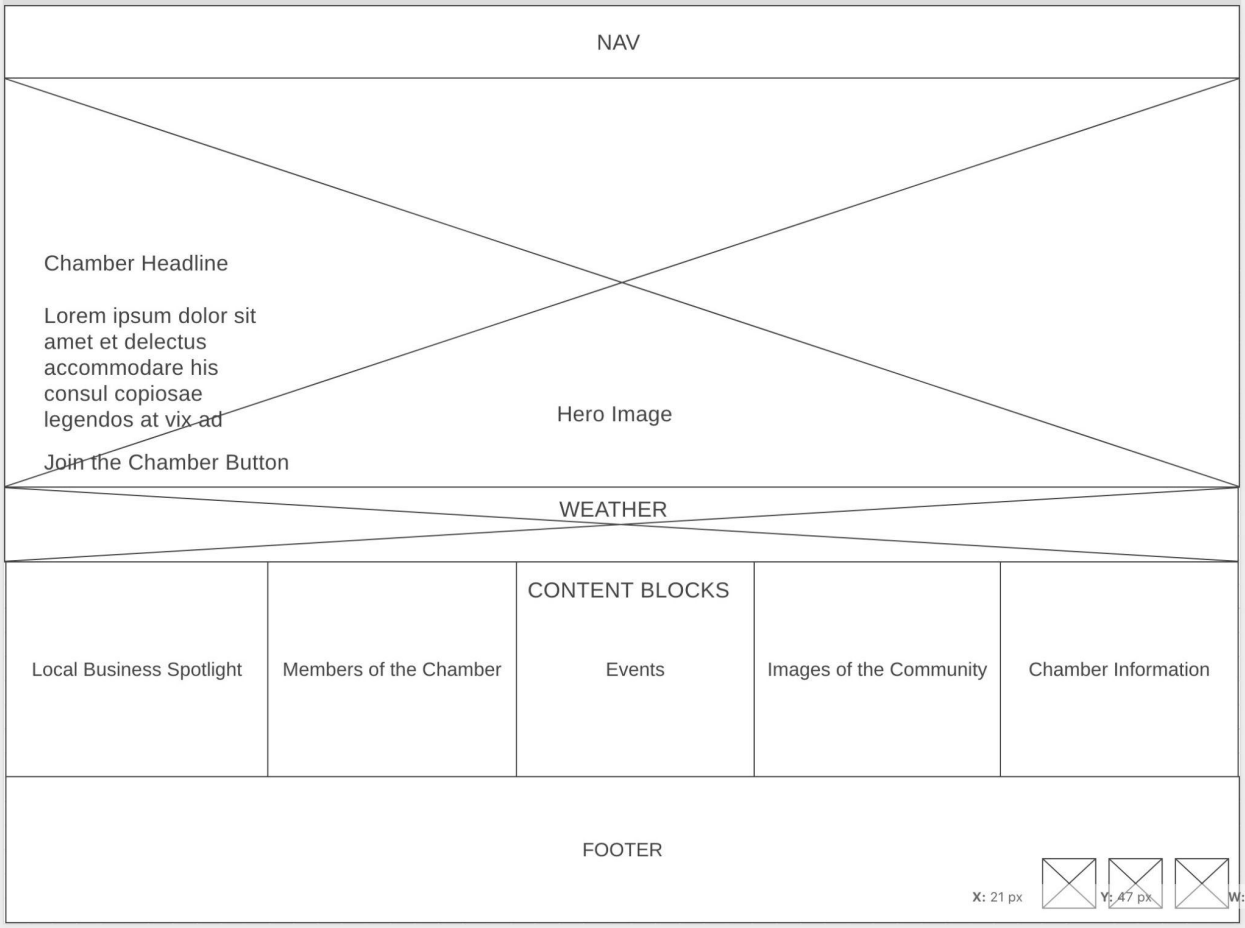 NAV
Chamber Headline
Lorem ipsum dolor sit
amet et delectus
accommodare his
consul copiosae
legendos at vix ad
Join the Chamber Button
Hero Image
WEATHER
CONTENT BLOCKS
Local Business Spotlight
Members of the Chamber
Events
Images of the Community
Chamber Information
FOOTER
X: 21 px Y: 47 px W: